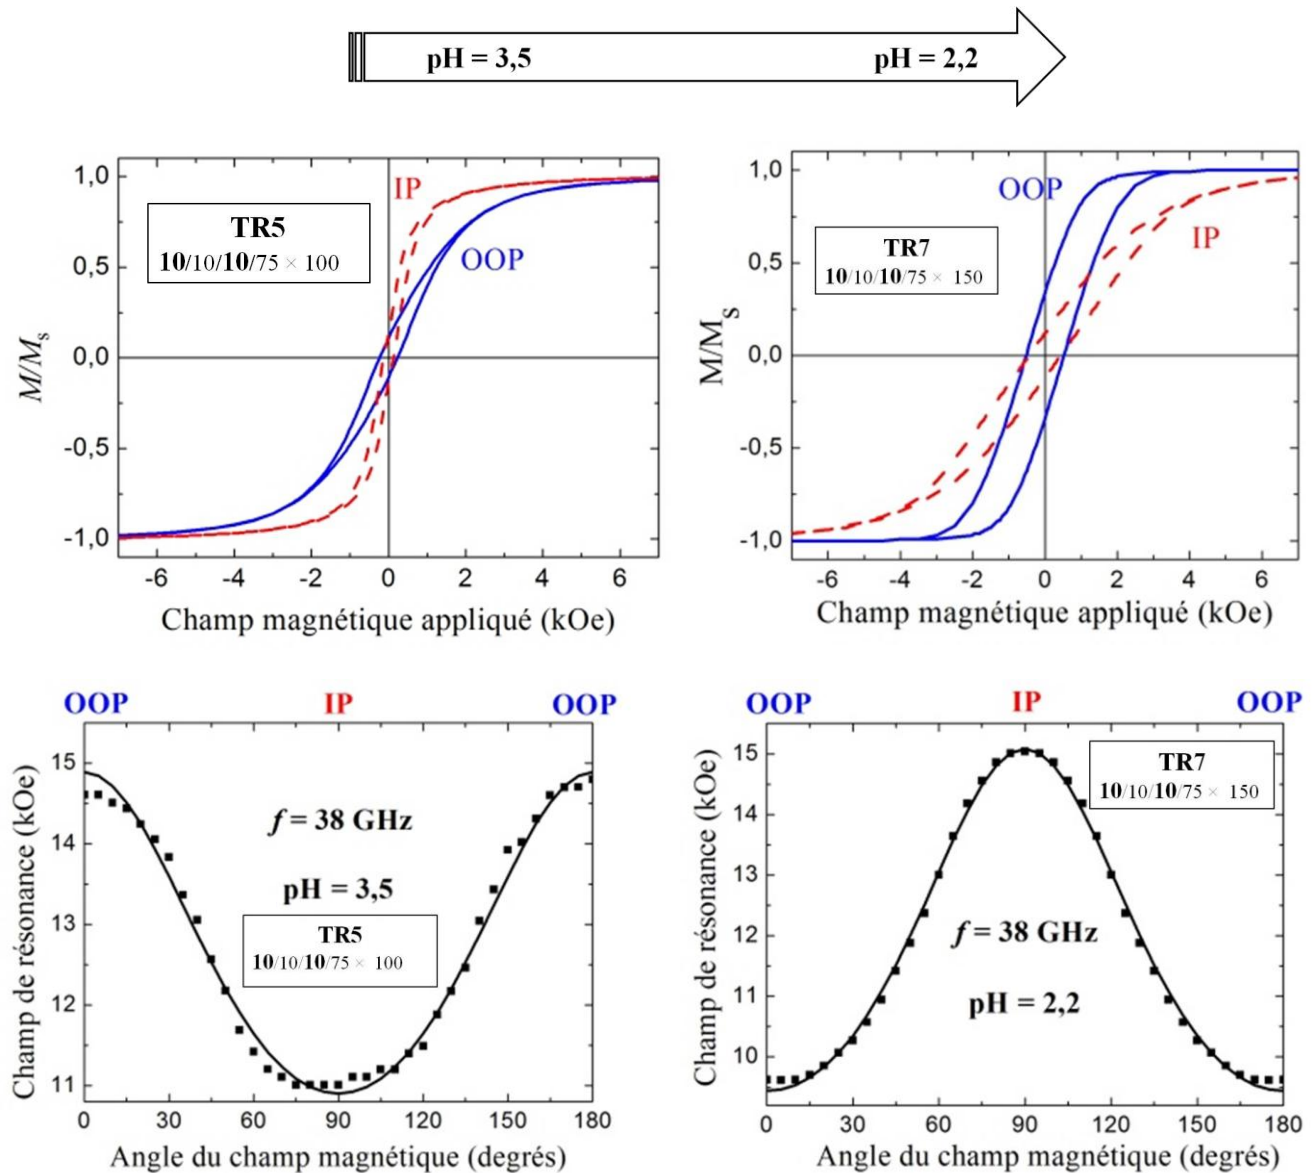 pH = 3,5
pH = 2,2
1,0
0,5
0,0
-0,5
-1,0
M/Ms
TR5
10/10/10/75 × 100
IP
OOP
-6 -4 -2 0 2 4 6
Champ magnétique appliqué (kOe)
1,0
0,5
0,0
-0,5
-1,0
M/MS
OOP
TR7
10/10/10/75 × 150
IP
-6 -4 -2 0 2 4 6
Champ magnétique appliqué (kOe)
OOP IP OOP
15
14
13
12
11
Champ de résonance (kOe)
f = 38 GHz
pH = 3,5
TR5
10/10/10/75 × 100
0 30 60 90 120 150 180
Angle du champ magnétique (degrés)
OOP IP OOP
15
14
13
12
11
10
Champ de résonance (kOe)
TR7
10/10/10/75 × 150
f = 38 GHz
pH = 2,2
0 30 60 90 120 150 180
Angle du champ magnétique (degrés)